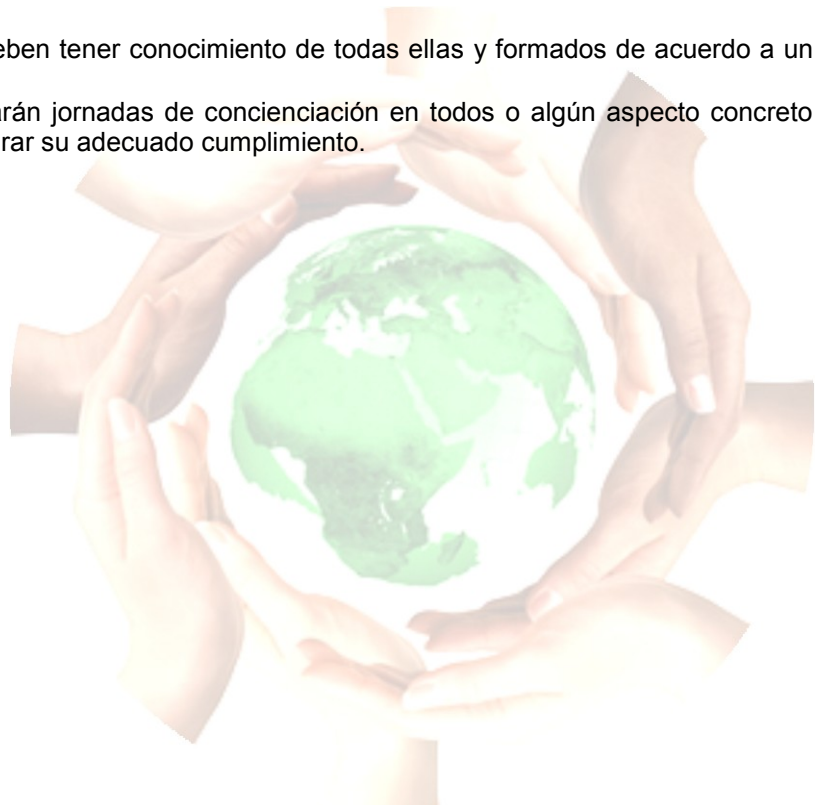 eben tener conocimiento de todas ellas y formados de acuerdo a un
arán jornadas de concienciación en todos o algún aspecto concreto
rar su adecuado cumplimiento.